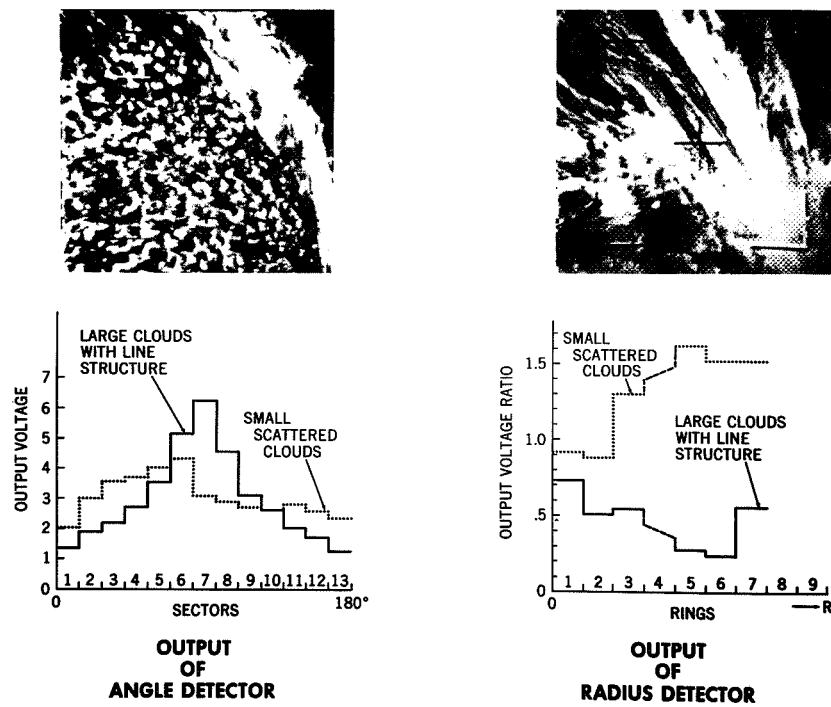 LARGE CLOUDS
WITH LINE
STRUCTURE
SMALL
SCATTERED
CLOUDS
OUTPUT VOLTAGE
7
6
5
4
3
2
1
0
1 2 3 4 5 6 7 8 9 10 11 12 13
0 SECTORS 180°
OUTPUT
OF
ANGLE DETECTOR
SMALL
SCATTERED
CLOUDS
LARGE CLOUDS
WITH LINE
STRUCTURE
OUTPUT VOLTAGE RATIO
1.5
1.0
.5
0
1 2 3 4 5 6 7 8 9
0 RINGS R
OUTPUT
OF
RADIUS DETECTOR